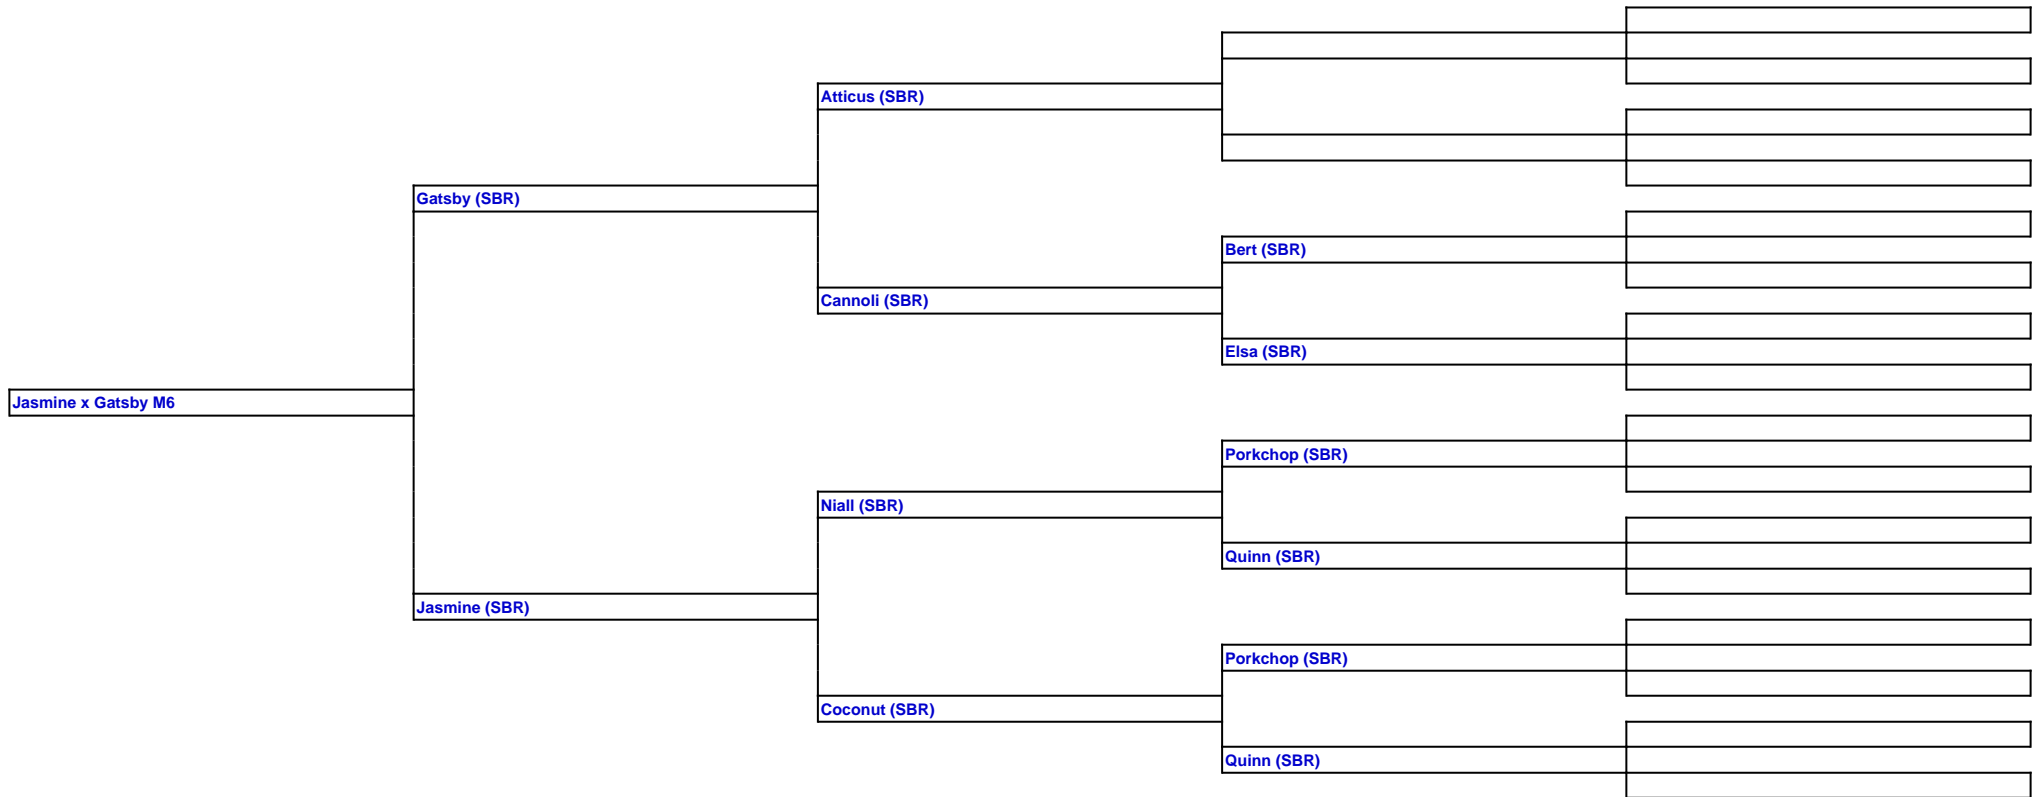 Atticus (SBR)
Gatsby (SBR)
Bert (SBR)
Cannoli (SBR)
Elsa (SBR)
Jasmine x Gatsby M6
Porkchop (SBR)
Niall (SBR)
Quinn (SBR)
Jasmine (SBR)
Porkchop (SBR)
Coconut (SBR)
Quinn (SBR)